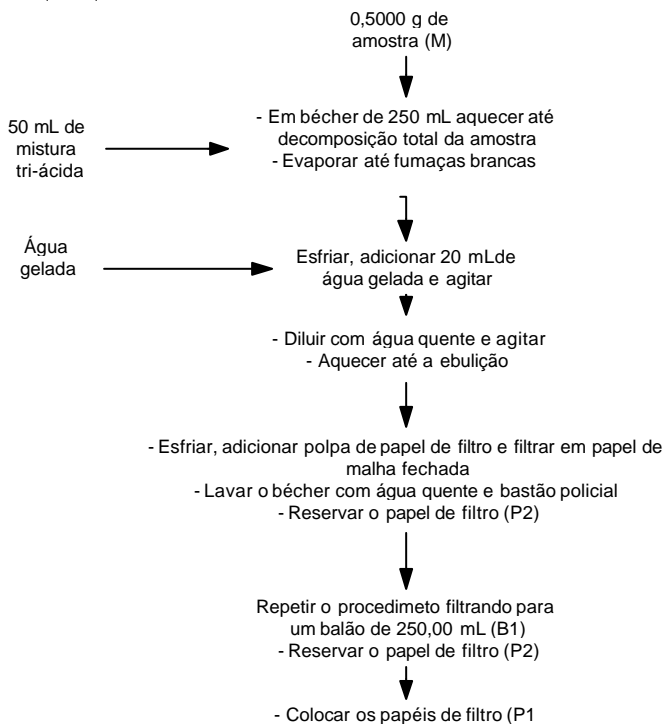 0,5000 g de
amostra (M)
50 mL de
mistura
tri-ácida
- Em bécher de 250 mL aquecer até
decomposição total da amostra
- Evaporar até fumaças brancas
Água
gelada
Esfriar, adicionar 20 mLde
água gelada e agitar
- Diluir com água quente e agitar
- Aquecer até a ebulição
- Esfriar, adicionar polpa de papel de filtro e filtrar em papel de
malha fechada
- Lavar o bécher com água quente e bastão policial
- Reservar o papel de filtro (P2)
Repetir o procedimeto filtrando para
um balão de 250,00 mL (B1)
- Reservar o papel de filtro (P2)
- Colocar os papéis de filtro (P1